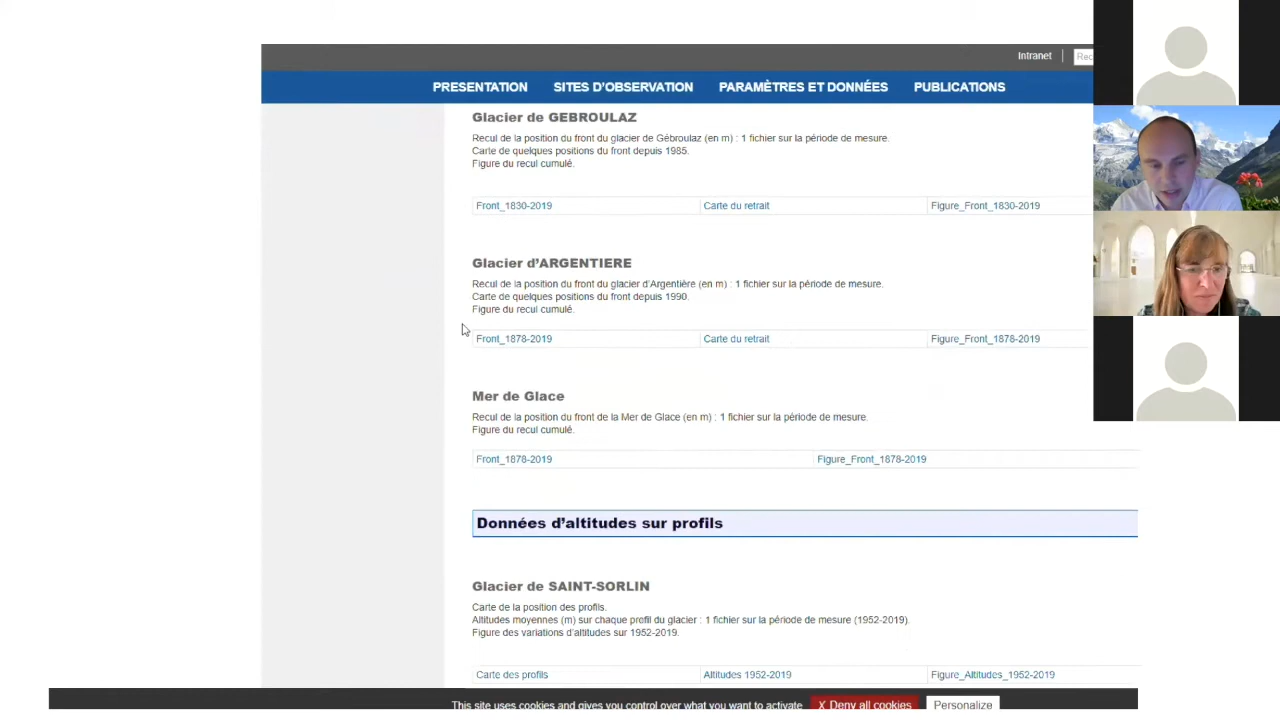 Intranet
Rec
PRESENTATION SITES D'OBSERVATION PARAMÈTRES ET DONNÉES PUBLICATIONS
Glacier de GEBROULAZ
Recul de la position du front du glacier de Gébroulaz (en m) : 1 fichier sur la période de mesure.
Carte de quelques positions du front depuis 1985.
Figure du recul cumulé.
Front_1830-2019 Carte du retrait Figure_Front_1830-2019
Glacier d'ARGENTIERE
Recul de la position du front du glacier d'Argentière (en m) : 1 fichier sur la période de mesure.
Carte de quelques positions du front depuis 1990.
Figure du recul cumulé.
Front_1878-2019 Carte du retrait Figure_Front_1878-2019
Mer de Glace
Recul de la position du front de la Mer de Glace (en m) : 1 fichier sur la période de mesure.
Figure du recul cumulé.
Front_1878-2019 Figure_Front_1878-2019
Données d'altitudes sur profils
Glacier de SAINT-SORLIN
Carte de la position des profils.
Altitudes moyennes (m) sur chaque profil du glacier : 1 fichier sur la période de mesure (1952-2019).
Figure des variations d'altitudes sur 1952-2019.
Carte des profils Altitudes 1952-2019 Figure_Altitudes_1952-2019
This site uses cookies and gives you control over what you want to activate X Deny all cookies Personalize